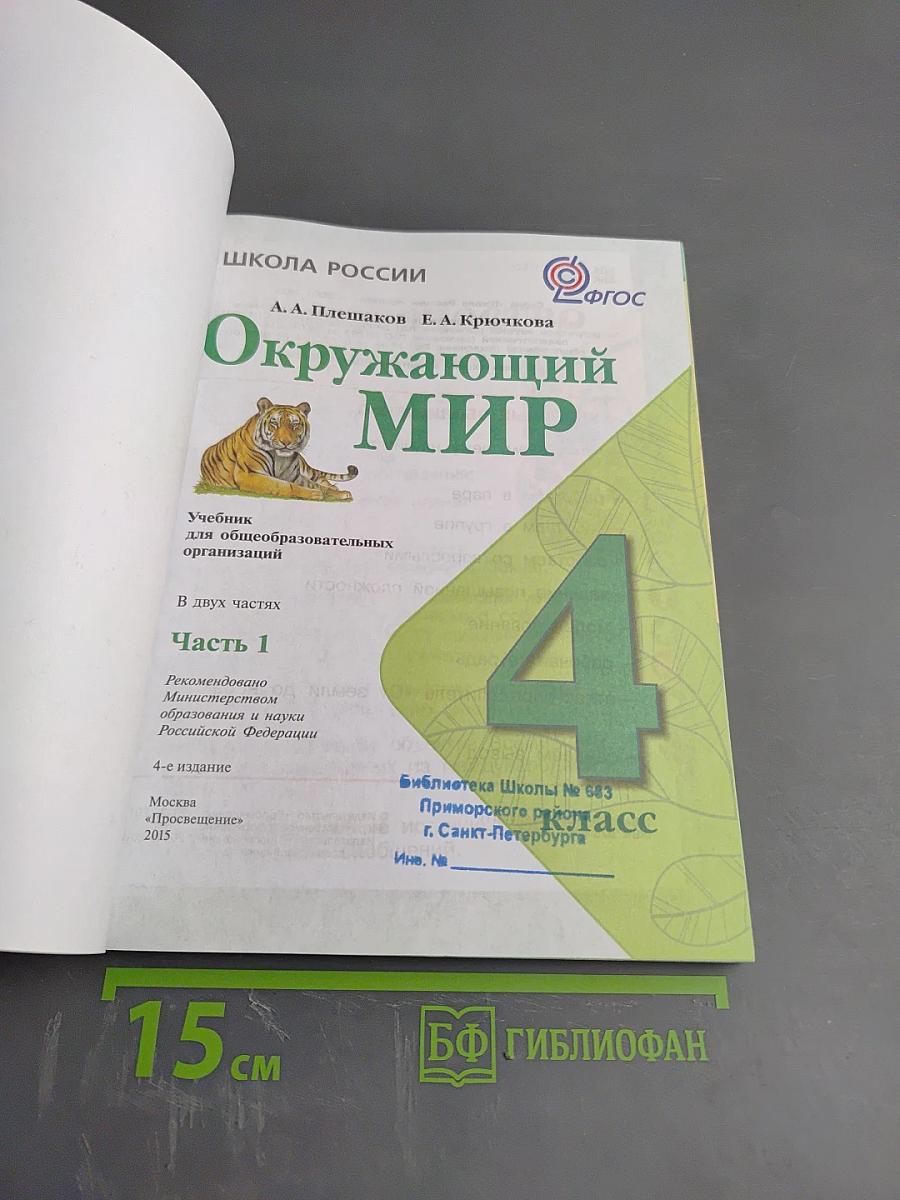 ШКОЛА РОССИИ
ФГОС
А. А. Плешаков Е. А. Крючкова
Окружающий
МИР
Учебник
для общеобразовательных
организаций
В двух частях
Часть 1
Рекомендовано
Министерством
образования и науки
Российской Федерации
4-е издание
Москва
«Просвещение»
2015
4
класс
Библиотека Школы № 683
Приморского района
г. Санкт-Петербурга
Инв. №
15 см
БФ ГИБЛИОФАН